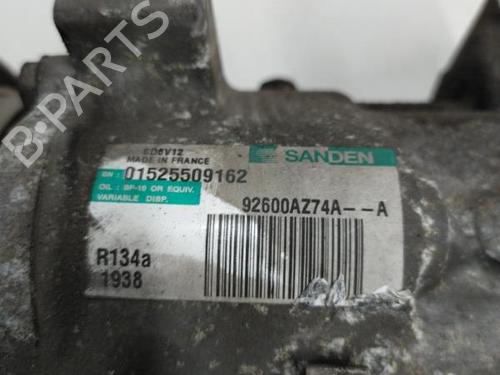 SD6V12
MADE IN FRANCE
SANDEN
SN : 01525509162
OIL : SP-10 OR EQUIV.
VARIABLE DISP.
92600AZ74A--A
R134a
1938
B-PARTS